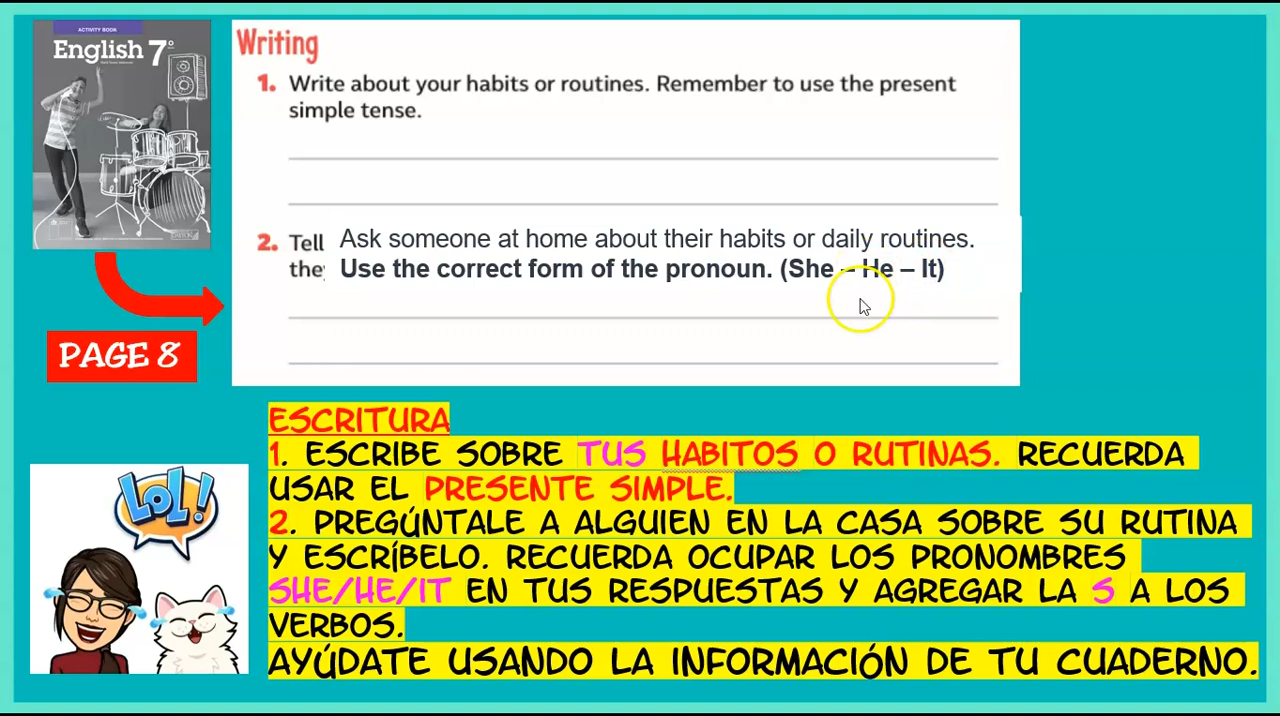 ACTIVITY BOOK
English 7°
Writing
1. Write about your habits or routines. Remember to use the present
simple tense.
2. Tell Ask someone at home about their habits or daily routines.
the Use the correct form of the pronoun. (She – He – It)
PAGE 8
ESCRITURA
1. ESCRIBE SOBRE TUS HABITOS O RUTINAS. RECUERDA
USAR EL PRESENTE SIMPLE.
2. PREGÚNTALE A ALGUIEN EN LA CASA SOBRE SU RUTINA
Y ESCRÍBELO. RECUERDA OCUPAR LOS PRONOMBRES
SHE/HE/IT EN TUS RESPUESTAS Y AGREGAR LA S A LOS
VERBOS.
AYÚDATE USANDO LA INFORMACIÓN DE TU CUADERNO.
LOL!